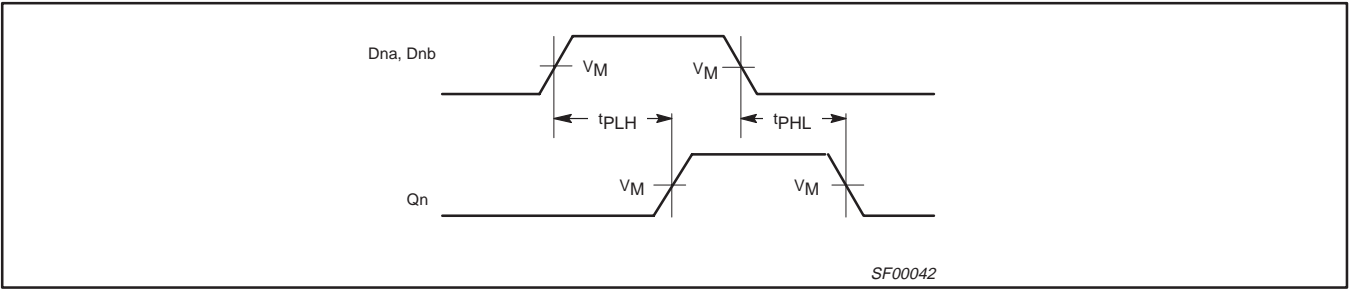 Dna, Dnb
VM
VM
tPLH
tPHL
VM
VM
Qn
SF00042